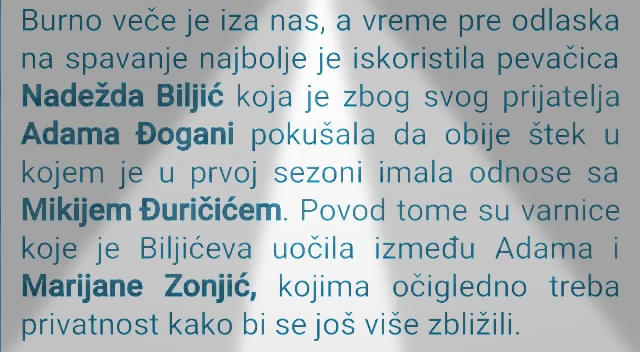 Burno veče je iza nas, a vreme pre odlaska
na spavanje najbolje je iskoristila pevačica
Nadežda Biljić koja je zbog svog prijatelja
Adama Đogani pokušala da obije štek u
kojem je u prvoj sezoni imala odnose sa
Mikijem Đuričićem. Povod tome su varnice
koje je Biljićeva uočila između Adama i
Marijane Zonjić, kojima očigledno treba
privatnost kako bi se još više zbližili.